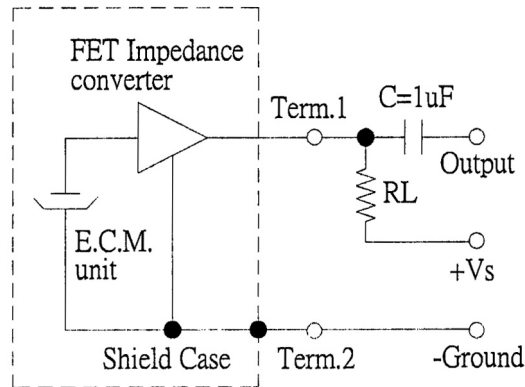 FET Impedance
converter
Term.1
C=1uF
Output
RL
E.C.M.
unit
+Vs
Shield Case
Term.2
-Ground